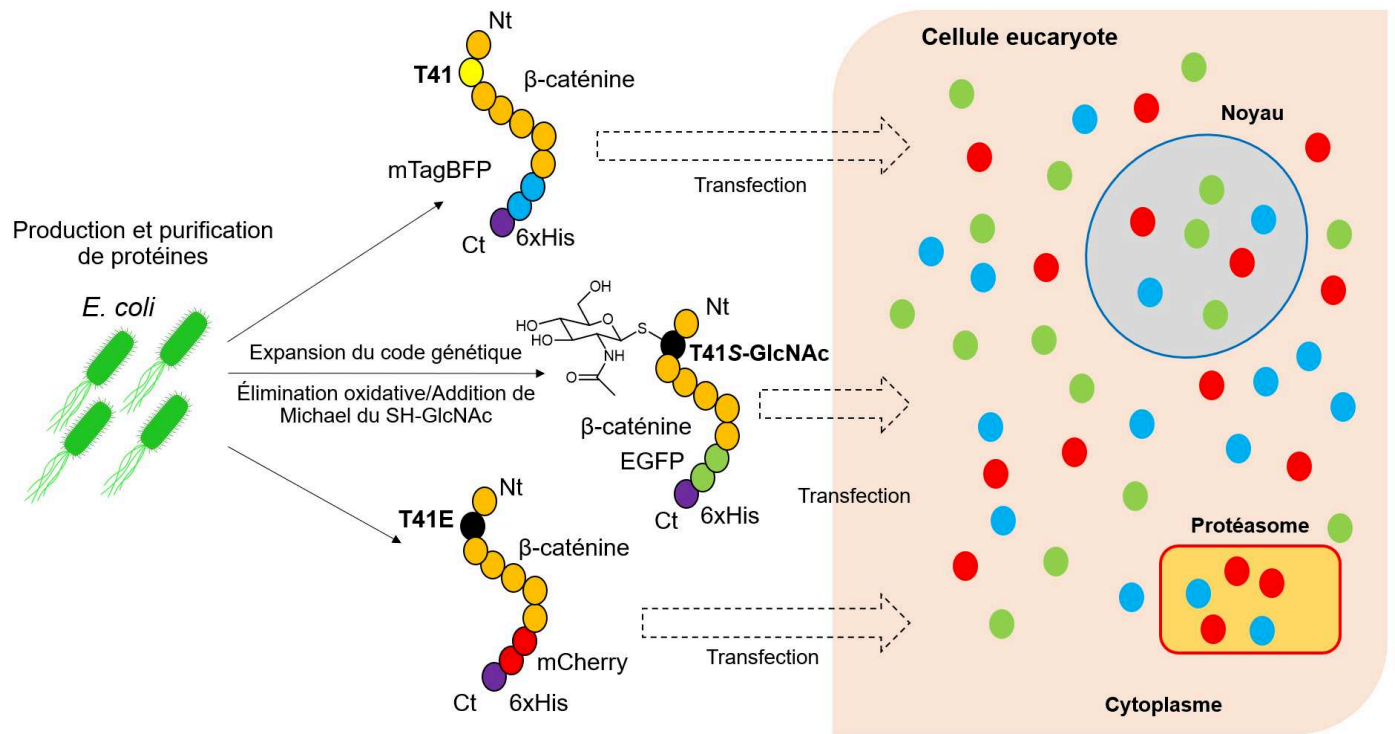 Production et purification
de protéines
E. coli
Nt
T41
β-caténine
mTagBFP
6xHis
Ct
Transfection
Expansion du code génétique
Élimination oxidative/Addition de
Michael du SH-GlcNAc
OH
HO
HO
O
S
NH
O
Nt
T41S-GlcNAc
β-caténine
EGFP
6xHis
Ct
Transfection
Nt
T41E
β-caténine
mCherry
6xHis
Ct
Transfection
Cellule eucaryote
Noyau
Protéasome
Cytoplasme